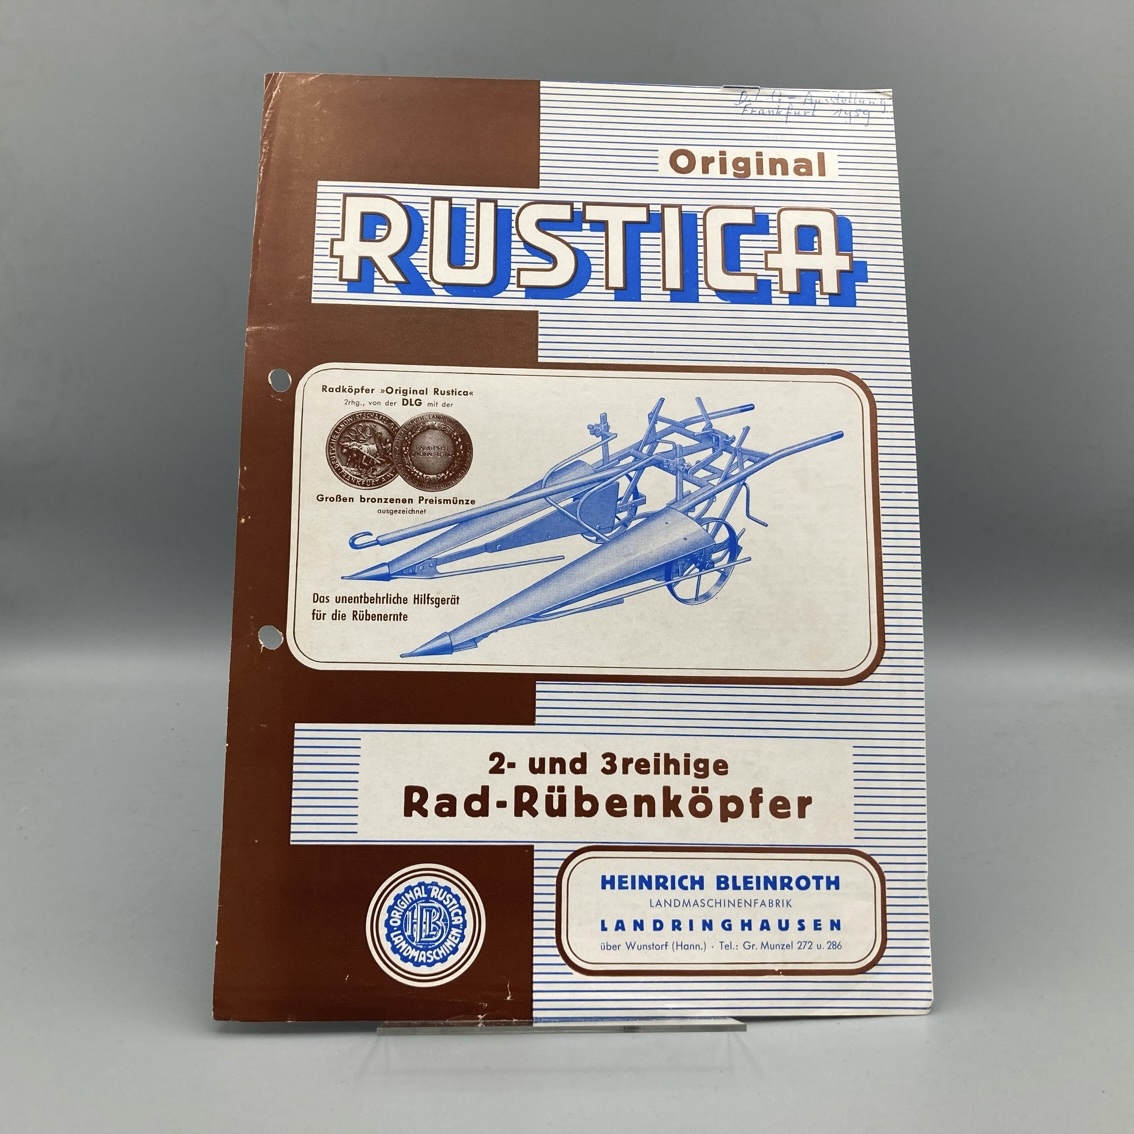 D.L.G.-Ausstellung
Frankfurt 1959
Original
RUSTICA
Radköpfer »Original Rustica«
2rhg., von der DLG mit der
Großen bronzenen Preismünze
ausgezeichnet
Das unentbehrliche Hilfsgerät
für die Rübenernte
2- und 3reihige
Rad-Rübenköpfer
ORIGINAL RUSTICA
HB
LANDMASCHINEN
HEINRICH BLEINROTH
LANDMASCHINENFABRIK
LANDRINGHAUSEN
über Wunstorf (Hann.) · Tel.: Gr. Munzel 272 u. 286